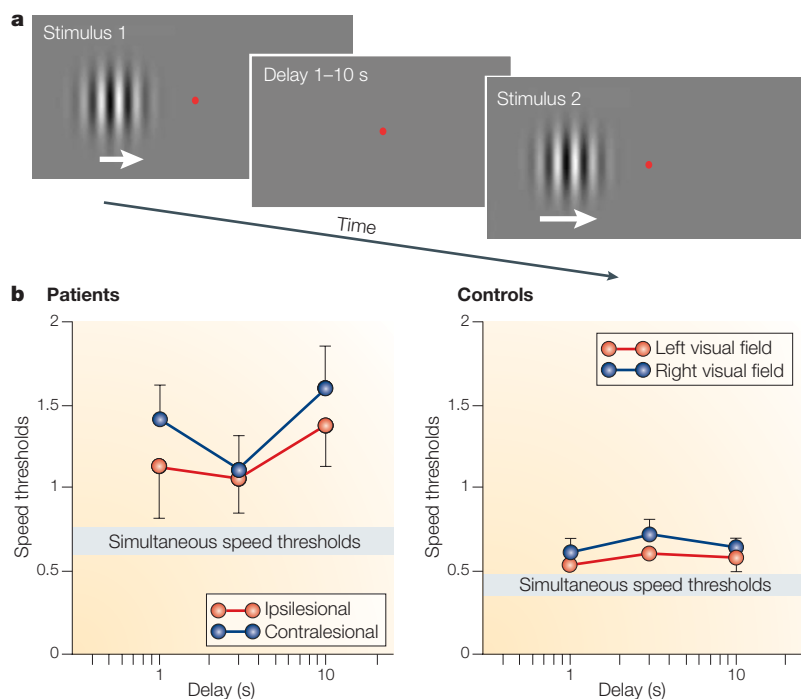 a
Stimulus 1
Delay 1–10 s
Stimulus 2
Time
b Patients
Controls
2
1.5
1
0.5
0
Speed thresholds
Simultaneous speed thresholds
Ipsilesional
Contralesional
1 10
Delay (s)
2
1.5
1
0.5
0
Speed thresholds
Left visual field
Right visual field
Simultaneous speed thresholds
1 10
Delay (s)